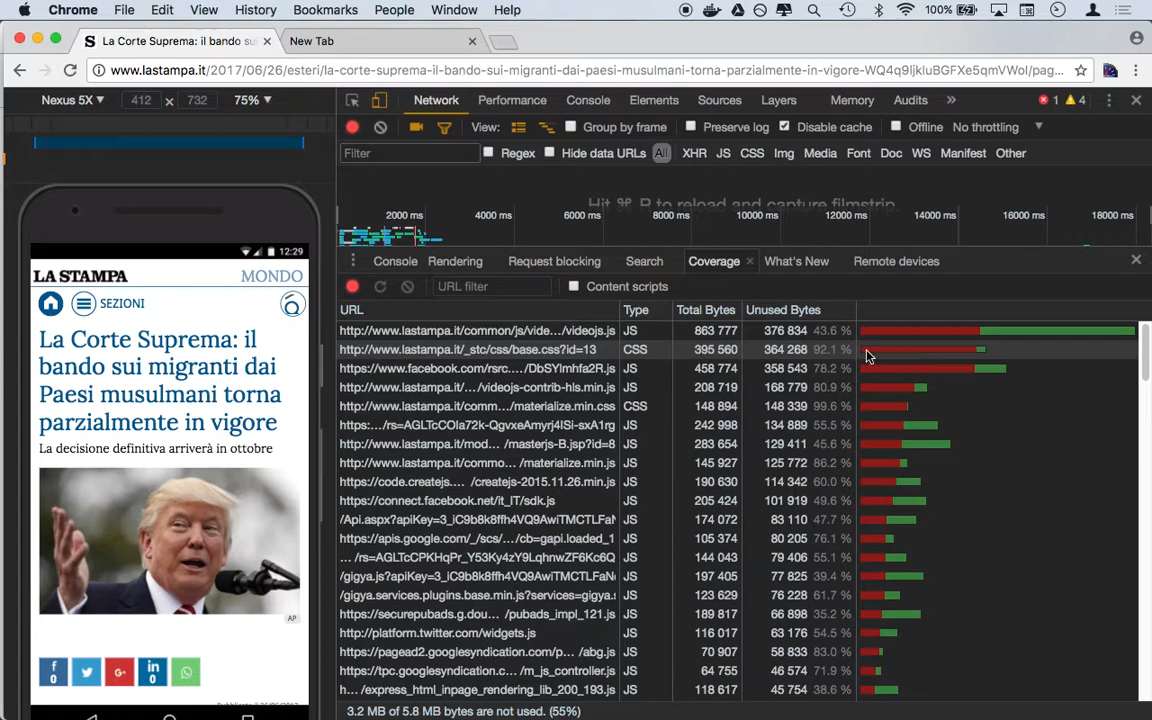 Chrome File Edit View History Bookmarks People Window Help 100%
La Corte Suprema: il bando sui × New Tab ×
www.lastampa.it/2017/06/26/esteri/la-corte-suprema-il-bando-sui-migranti-dai-paesi-musulmani-torna-parzialmente-in-vigore-WQ4q9ljkluBGFXe5qmVWoI/pag...
Nexus 5X 412 × 732 75%
Network Performance Console Elements Sources Layers Memory Audits » 1 4
View: Group by frame Preserve log Disable cache Offline No throttling
Filter Regex Hide data URLs All XHR JS CSS Img Media Font Doc WS Manifest Other
Hit ⌘ R to reload and capture filmstrip.
2000 ms 4000 ms 6000 ms 8000 ms 10000 ms 12000 ms 14000 ms 16000 ms 18000 ms
Console Rendering Request blocking Search Coverage × What's New Remote devices
URL filter Content scripts
URL Type Total Bytes Unused Bytes
http://www.lastampa.it/common/js/vide.../videojs.js JS 863 777 376 834 43.6 %
http://www.lastampa.it/_stc/css/base.css?id=13 CSS 395 560 364 268 92.1 %
https://www.facebook.com/rsrc.... /DbSYlmhfa2R.js JS 458 774 358 543 78.2 %
http://www.lastampa.it/... /videojs-contrib-hls.min.js JS 208 719 168 779 80.9 %
http://www.lastampa.it/comm... /materialize.min.css CSS 148 894 148 339 99.6 %
https:... /rs=AGLTcCOIa72k-QgvxeAmyrj4lSi-sxA1rg JS 242 998 134 889 55.5 %
http://www.lastampa.it/mod... /masterjs-B.jsp?id=8 JS 283 654 129 411 45.6 %
http://www.lastampa.it/commo... /materialize.min.js JS 145 927 125 772 86.2 %
https://code.createjs.... /createjs-2015.11.26.min.js JS 190 630 114 342 60.0 %
https://connect.facebook.net/it_IT/sdk.js JS 205 424 101 919 49.6 %
/Api.aspx?apiKey=3_iC9b8k8ffh4VQ9AwiTMCTLFaN JS 174 072 83 110 47.7 %
https://apis.google.com/_/scs/... /cb=gapi.loaded_1 JS 105 374 80 205 76.1 %
... /rs=AGLTcCPKHqPr_Y53Ky4zY9LqhnwZF6Kc6Q JS 144 043 79 406 55.1 %
/gigya.js?apiKey=3_iC9b8k8ffh4VQ9AwiTMCTLFaN JS 197 405 77 825 39.4 %
/gigya.services.plugins.base.min.js?services=gigya. JS 123 629 76 228 61.7 %
https://securepubads.g.dou... /pubads_impl_121.js JS 189 817 66 898 35.2 %
http://platform.twitter.com/widgets.js JS 116 017 63 176 54.5 %
https://pagead2.googlesyndication.com/p... /abg.js JS 70 907 58 833 83.0 %
https://tpc.googlesyndication.c... /m_js_controller.js JS 64 755 46 574 71.9 %
h... /express_html_inpage_rendering_lib_200_193.js JS 118 617 45 754 38.6 %
3.2 MB of 5.8 MB bytes are not used. (55%)
12:29
LA STAMPA MONDO
SEZIONI
La Corte Suprema: il
bando sui migranti dai
Paesi musulmani torna
parzialmente in vigore
La decisione definitiva arriverà in ottobre
AP
f G+ in
0 0